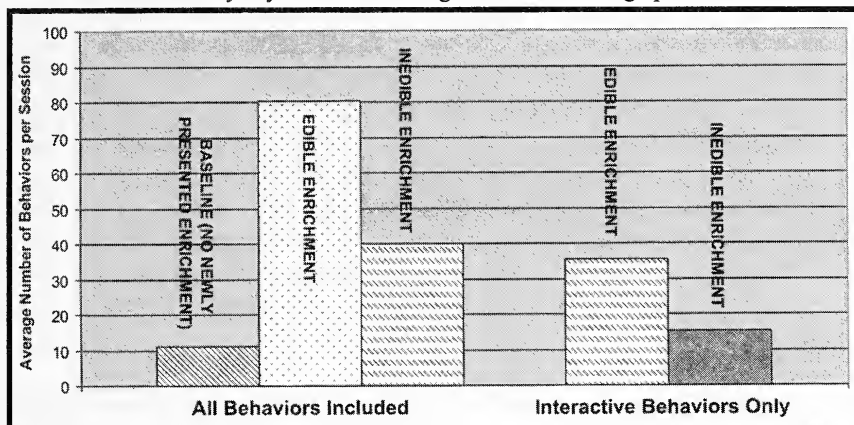 Average Number of Behaviors per Session
100
90
80
70
60
50
40
30
20
10
0
BASELINE (NO NEWLY
PRESENTED ENRICHMENT)
EDIBLE ENRICHMENT
INEDIBLE ENRICHMENT
EDIBLE ENRICHMENT
INEDIBLE ENRICHMENT
All Behaviors Included
Interactive Behaviors Only